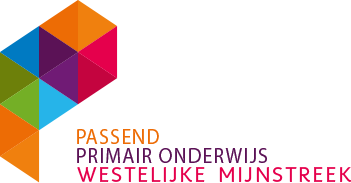 PASSEND
PRIMAIR ONDERWIJS
WESTELIJKE MIJNSTREEK